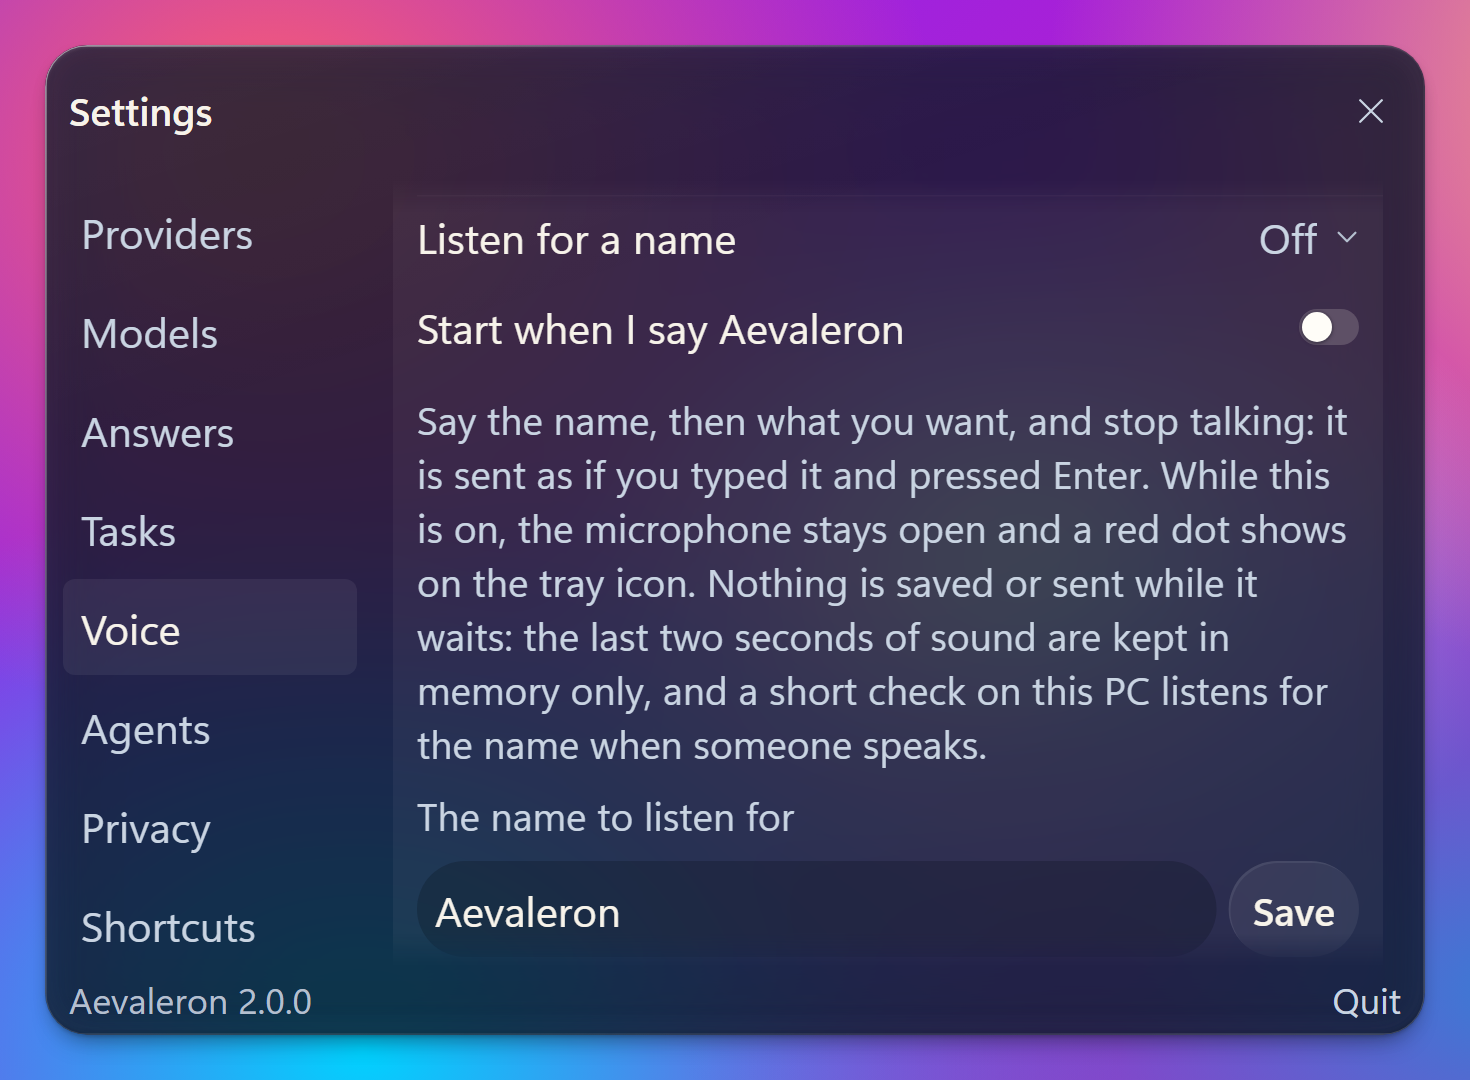 Settings
Providers
Models
Answers
Tasks
Voice
Agents
Privacy
Shortcuts
Aevaleron 2.0.0
Listen for a name
Off
Start when I say Aevaleron
Say the name, then what you want, and stop talking: it
is sent as if you typed it and pressed Enter. While this
is on, the microphone stays open and a red dot shows
on the tray icon. Nothing is saved or sent while it
waits: the last two seconds of sound are kept in
memory only, and a short check on this PC listens for
the name when someone speaks.
The name to listen for
Aevaleron
Save
Quit